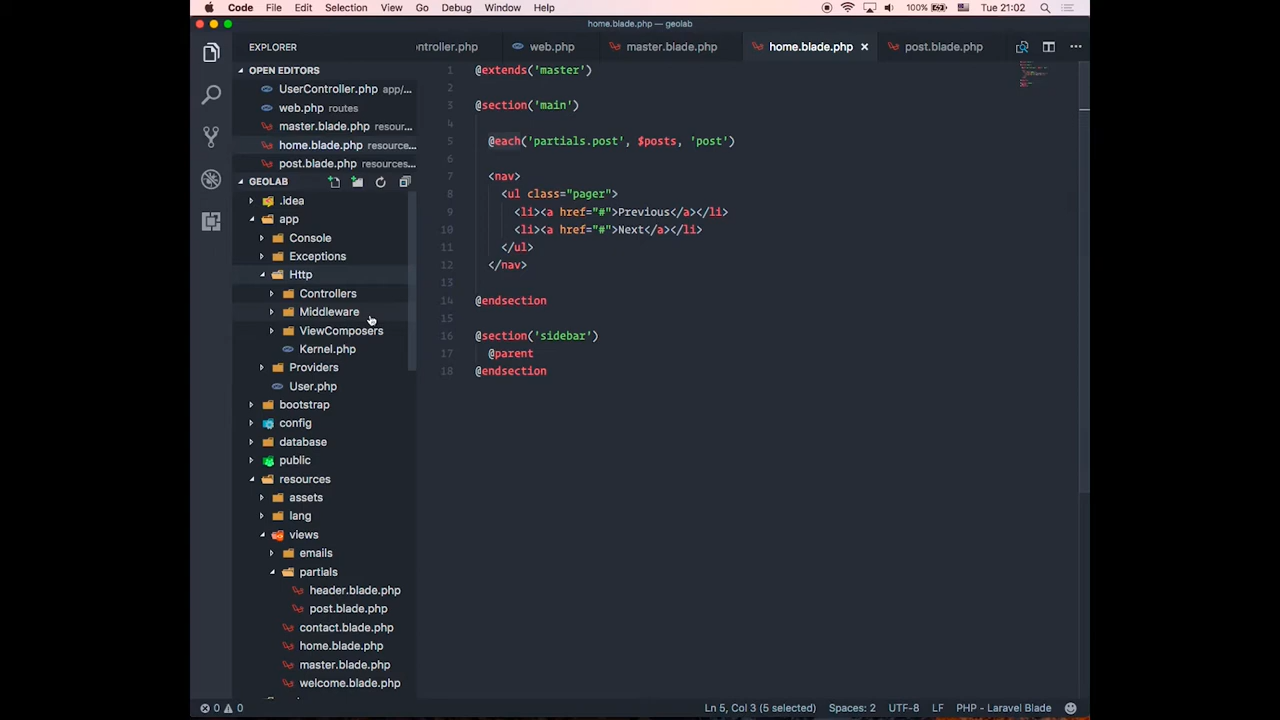 Code File Edit Selection View Go Debug Window Help 100% Tue 21:02
home.blade.php — geolab
EXPLORER
ntroller.php web.php master.blade.php home.blade.php post.blade.php
OPEN EDITORS
UserController.php app/...
web.php routes
master.blade.php resour...
home.blade.php resource...
post.blade.php resources...
GEOLAB
.idea
app
Console
Exceptions
Http
Controllers
Middleware
ViewComposers
Kernel.php
Providers
User.php
bootstrap
config
database
public
resources
assets
lang
views
emails
partials
header.blade.php
post.blade.php
contact.blade.php
home.blade.php
master.blade.php
welcome.blade.php
1 @extends('master')
2
3 @section('main')
4
5 @each('partials.post', $posts, 'post')
6
7 <nav>
8 <ul class="pager">
9 <li><a href="#">Previous</a></li>
10 <li><a href="#">Next</a></li>
11 </ul>
12 </nav>
13
14 @endsection
15
16 @section('sidebar')
17 @parent
18 @endsection
0 0 Ln 5, Col 3 (5 selected) Spaces: 2 UTF-8 LF PHP - Laravel Blade